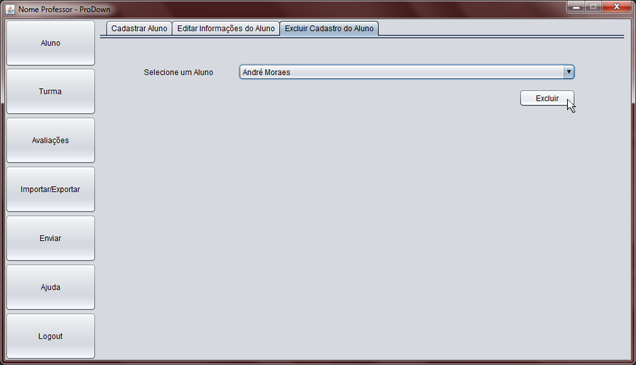 Nome Professor - ProDown
Cadastrar Aluno
Editar Informações do Aluno
Excluir Cadastro do Aluno
Aluno
Turma
Avaliações
Importar/Exportar
Enviar
Ajuda
Logout
Selecione um Aluno
André Moraes
Excluir